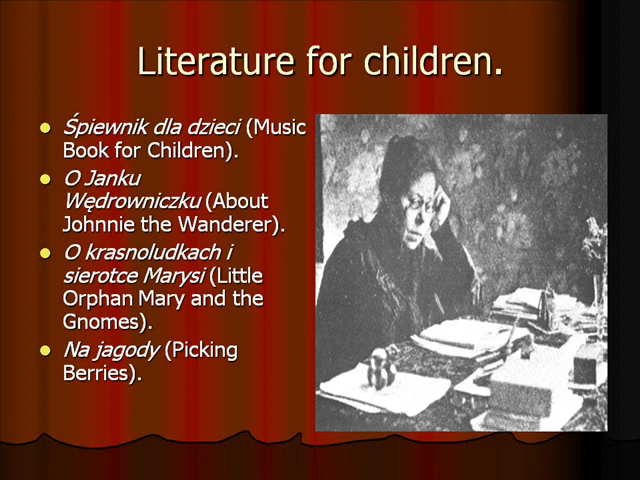 Literature for children.
Śpiewnik dla dzieci (Music
Book for Children).
O Janku
Wędrowniczku (About
Johnnie the Wanderer).
O krasnoludkach i
sierotce Marysi (Little
Orphan Mary and the
Gnomes).
Na jagody (Picking
Berries).